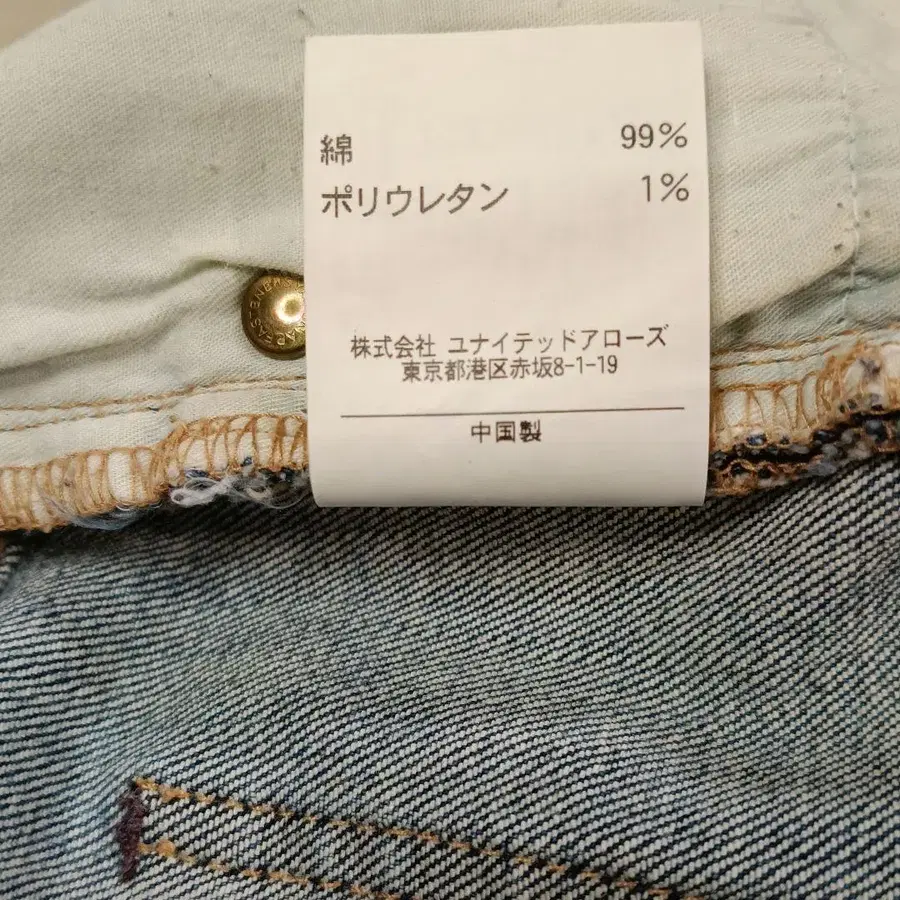 綿 99%
ポリウレタン 1%
株式会社 ユナイテッドアローズ
東京都港区赤坂8-1-19
中国製